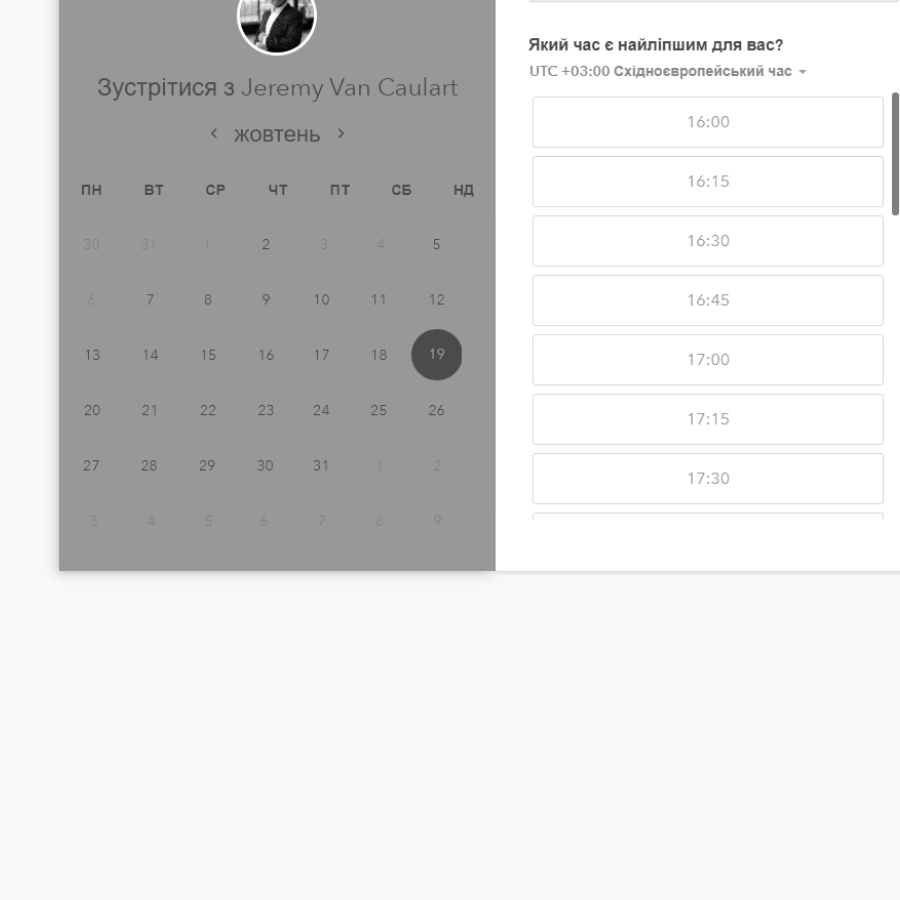 Зустрітися з Jeremy Van Caulart
жовтень
ПН ВТ СР ЧТ ПТ СБ НД
30 31 1 2 3 4 5
6 7 8 9 10 11 12
13 14 15 16 17 18 19
20 21 22 23 24 25 26
27 28 29 30 31 1 2
3 4 5 6 7 8 9
Який час є найліпшим для вас?
UTC +03:00 Східноєвропейський час
16:00
16:15
16:30
16:45
17:00
17:15
17:30